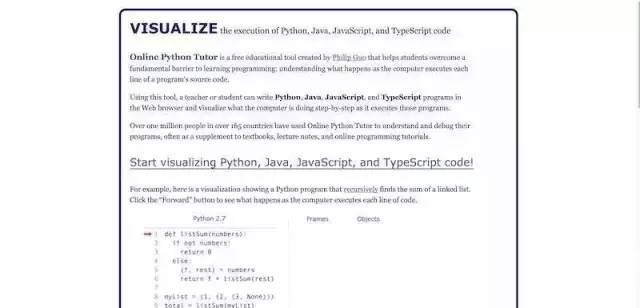 VISUALIZE the execution of Python, Java, JavaScript, and TypeScript code
Online Python Tutor is a free educational tool created by Philip Guo that helps students overcome a
fundamental barrier to learning programming: understanding what happens as the computer executes each
line of a program's source code.
Using this tool, a teacher or student can write Python, Java, JavaScript, and TypeScript programs in
the Web browser and visualize what the computer is doing step-by-step as it executes those programs.
Over one million people in over 165 countries have used Online Python Tutor to understand and debug their
programs, often as a supplement to textbooks, lecture notes, and online programming tutorials.
Start visualizing Python, Java, JavaScript, and TypeScript code!
For example, here is a visualization showing a Python program that recursively finds the sum of a linked list.
Click the "Forward" button to see what happens as the computer executes each line of code.
Python 2.7 Frames Objects
1 def listSum(numbers):
2 if not numbers:
3 return 0
4 else:
5 (f, rest) = numbers
6 return f + listSum(rest)
7
8 myList = (1, (2, (3, None)))
9 total = listSum(myList)